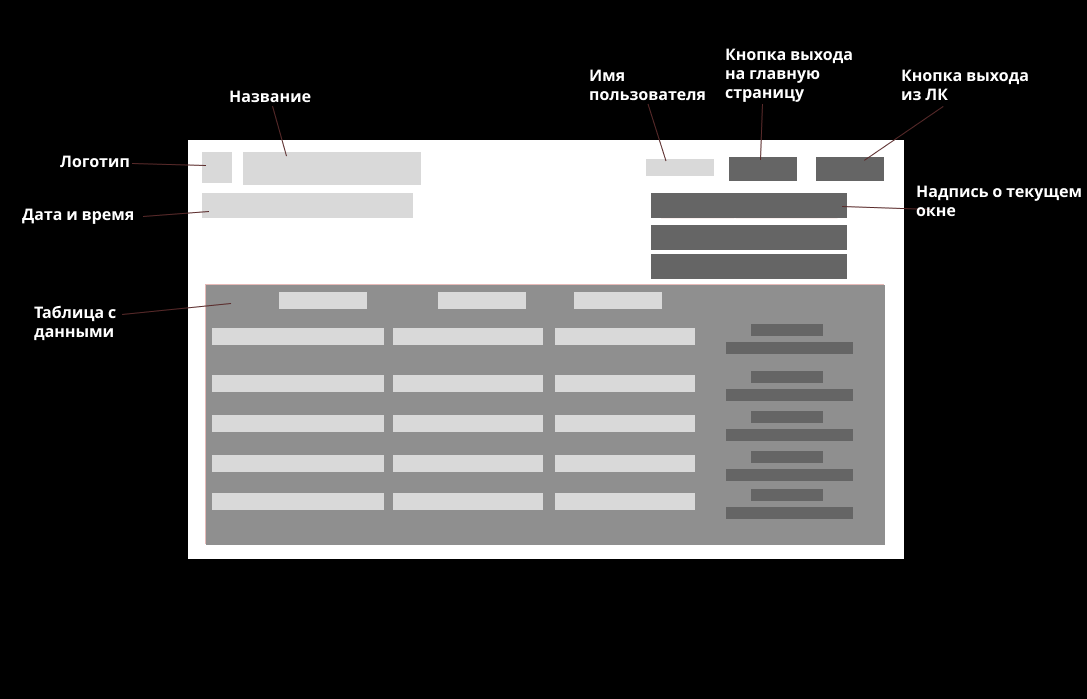 Название
Имя
пользователя
Кнопка выхода
на главную
страницу
Кнопка выхода
из ЛК
Логотип
Дата и время
Надпись о текущем
окне
Таблица с
данными